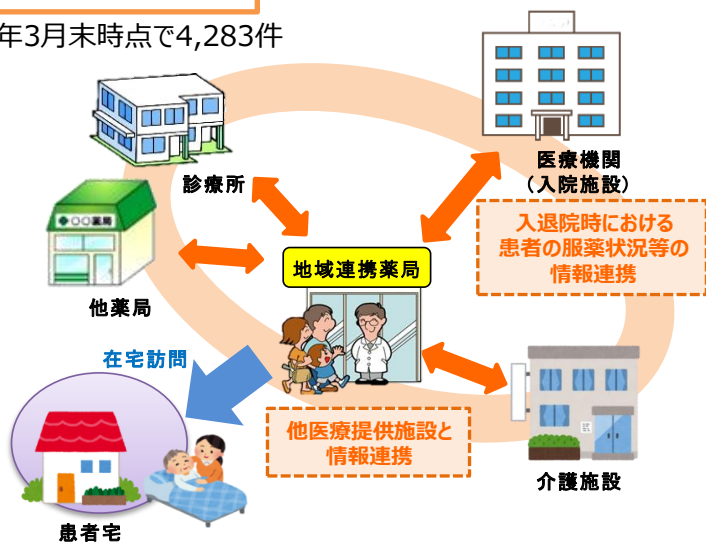 年3月末時点で4,283件
診療所
医療機関
（入院施設）
○○薬局
他薬局
地域連携薬局
入退院時における
患者の服薬状況等の
情報連携
在宅訪問
他医療提供施設と
情報連携
介護施設
患者宅